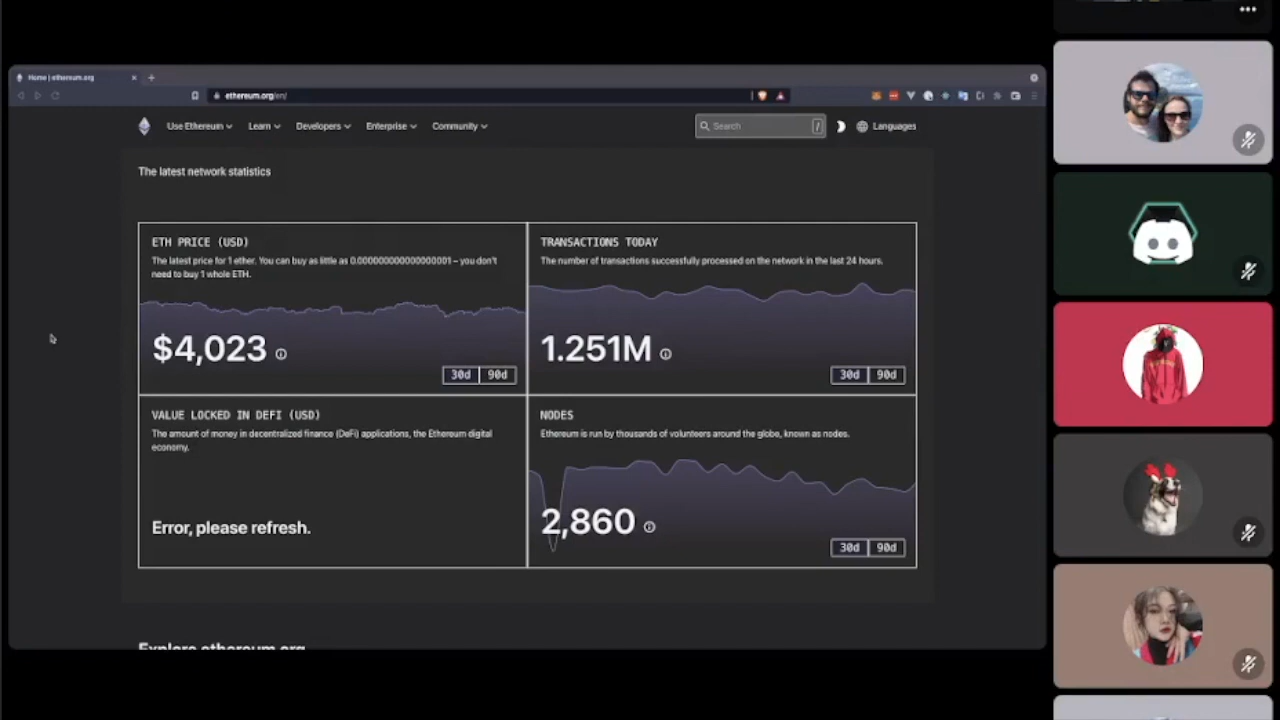 Home | ethereum.org
ethereum.org/en/
Use Ethereum Learn Developers Enterprise Community Search / Languages
The latest network statistics
ETH PRICE (USD)
The latest price for 1 ether. You can buy as little as 0.000000000000000001 – you don't
need to buy 1 whole ETH.
$4,023
30d 90d
TRANSACTIONS TODAY
The number of transactions successfully processed on the network in the last 24 hours.
1.251M
30d 90d
VALUE LOCKED IN DEFI (USD)
The amount of money in decentralized finance (DeFi) applications, the Ethereum digital
economy.
Error, please refresh.
NODES
Ethereum is run by thousands of volunteers around the globe, known as nodes.
2,860
30d 90d
Explore ethereum.org